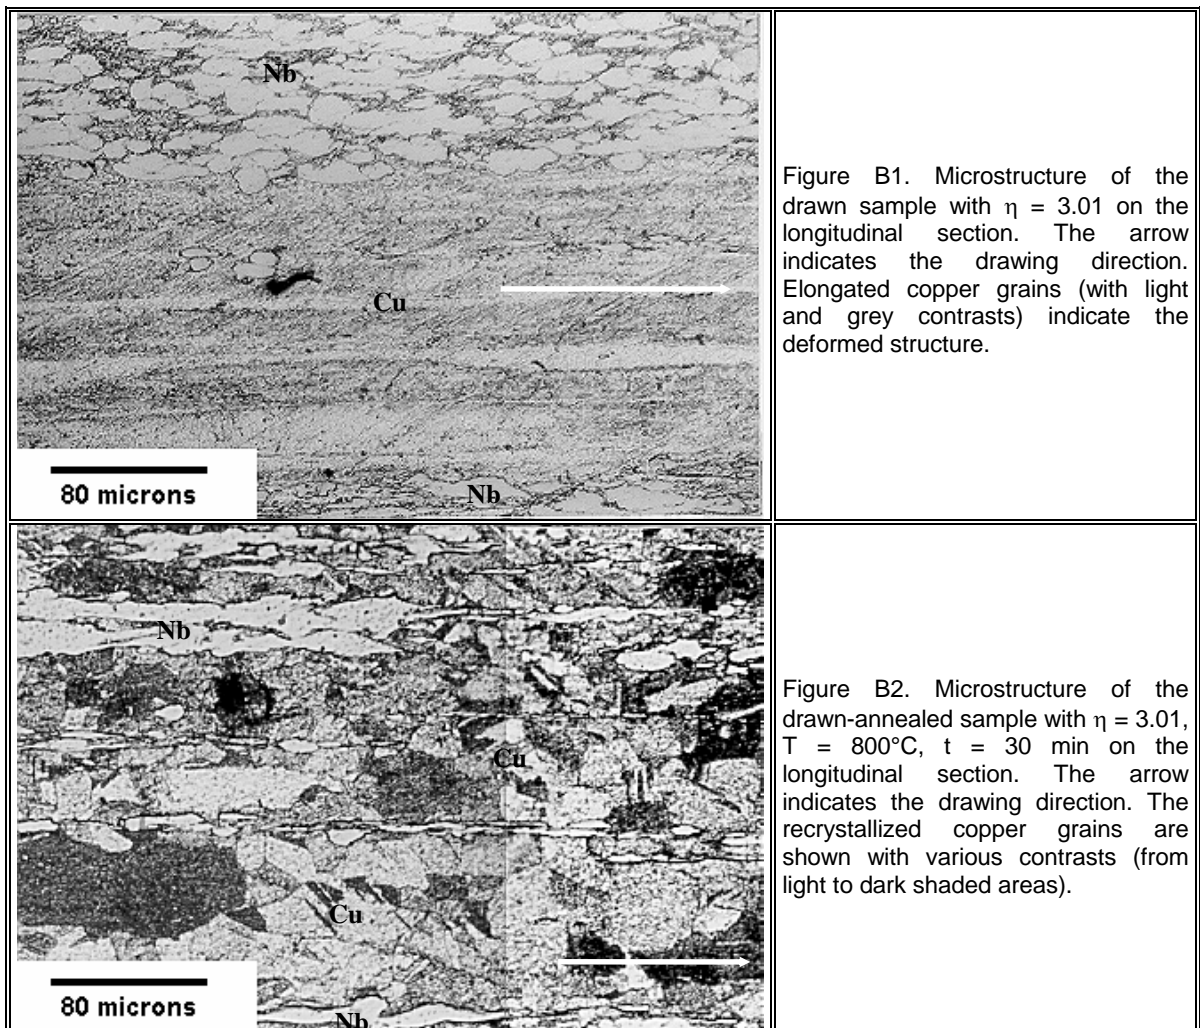 Nb
Cu
80 microns
Nb
Figure B1. Microstructure of the
drawn sample with η = 3.01 on the
longitudinal section. The arrow
indicates the drawing direction.
Elongated copper grains (with light
and grey contrasts) indicate the
deformed structure.
Nb
Cu
Cu
80 microns
Nb
Figure B2. Microstructure of the
drawn-annealed sample with η = 3.01,
T = 800°C, t = 30 min on the
longitudinal section. The arrow
indicates the drawing direction. The
recrystallized copper grains are
shown with various contrasts (from
light to dark shaded areas).